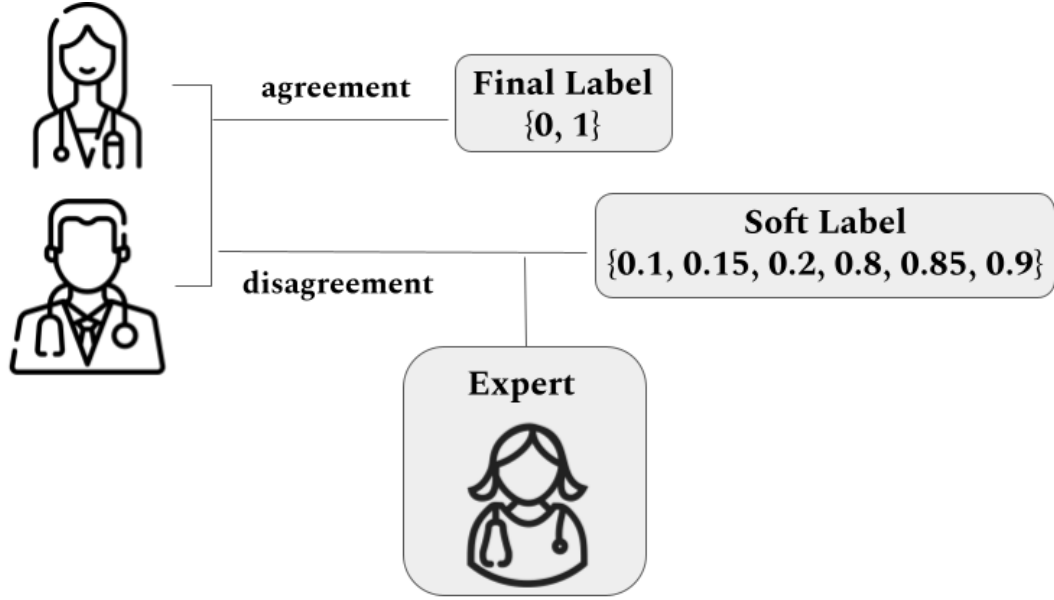 agreement
Final Label
{0, 1}
Soft Label
{0.1, 0.15, 0.2, 0.8, 0.85, 0.9}
disagreement
Expert